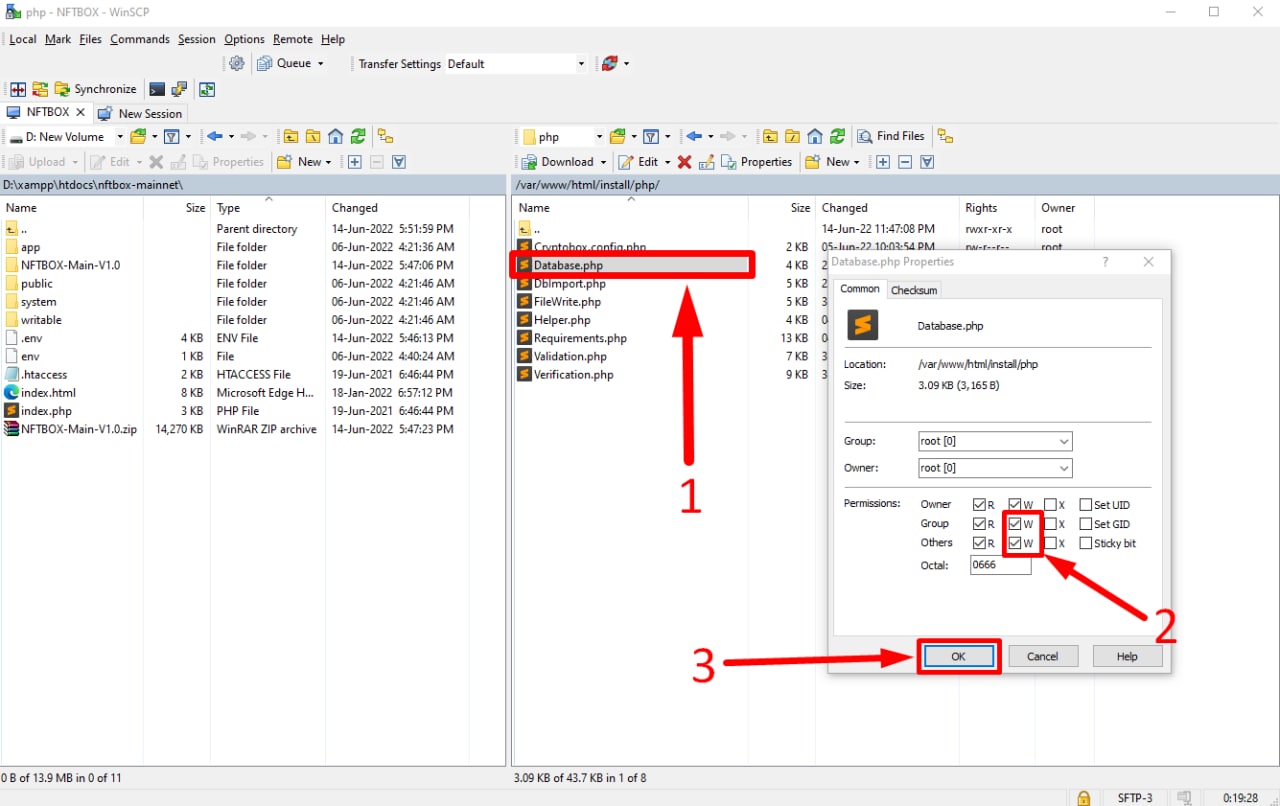 php - NFTBOX - WinSCP
Local Mark Files Commands Session Options Remote Help
Queue Transfer Settings Default
Synchronize
NFTBOX New Session
D: New Volume
Upload Edit Properties New
D:\xampp\htdocs\nftbox-mainnet\
Name Size Type Changed
.. Parent directory 14-Jun-2022 5:51:59 PM
app File folder 06-Jun-2022 4:21:36 AM
NFTBOX-Main-V1.0 File folder 14-Jun-2022 5:47:06 PM
public File folder 06-Jun-2022 4:21:46 AM
system File folder 06-Jun-2022 4:21:46 AM
writable File folder 06-Jun-2022 4:21:46 AM
.env 4 KB ENV File 14-Jun-2022 5:46:13 PM
env 1 KB File 06-Jun-2022 4:40:24 AM
.htaccess 2 KB HTACCESS File 19-Jun-2021 6:46:44 PM
index.html 8 KB Microsoft Edge H... 18-Jan-2022 6:57:12 PM
index.php 3 KB PHP File 19-Jun-2021 6:46:44 PM
NFTBOX-Main-V1.0.zip 14,270 KB WinRAR ZIP archive 14-Jun-2022 5:47:23 PM
0 B of 13.9 MB in 0 of 11
php Find Files
Download Edit Properties New
/var/www/html/install/php/
Name Size Changed Rights Owner
.. 14-Jun-22 11:47:08 PM rwxr-xr-x root
Cryptobox.config.php 2 KB 05-Jun-22 10:03:54 PM rw-r--r-- root
Database.php 4 KB 2
DbImport.php 5 KB 2
FileWrite.php 5 KB 3
Helper.php 4 KB 0
Requirements.php 13 KB 0
Validation.php 7 KB 3
Verification.php 9 KB 3
1
Database.php Properties ?
Common Checksum
Database.php
Location: /var/www/html/install/php
Size: 3.09 KB (3,165 B)
Group: root [0]
Owner: root [0]
Permissions: Owner R W X Set UID
Group R W X Set GID
Others R W X Sticky bit
Octal: 0666
2
3
OK Cancel Help
3.09 KB of 43.7 KB in 1 of 8
SFTP-3 0:19:28